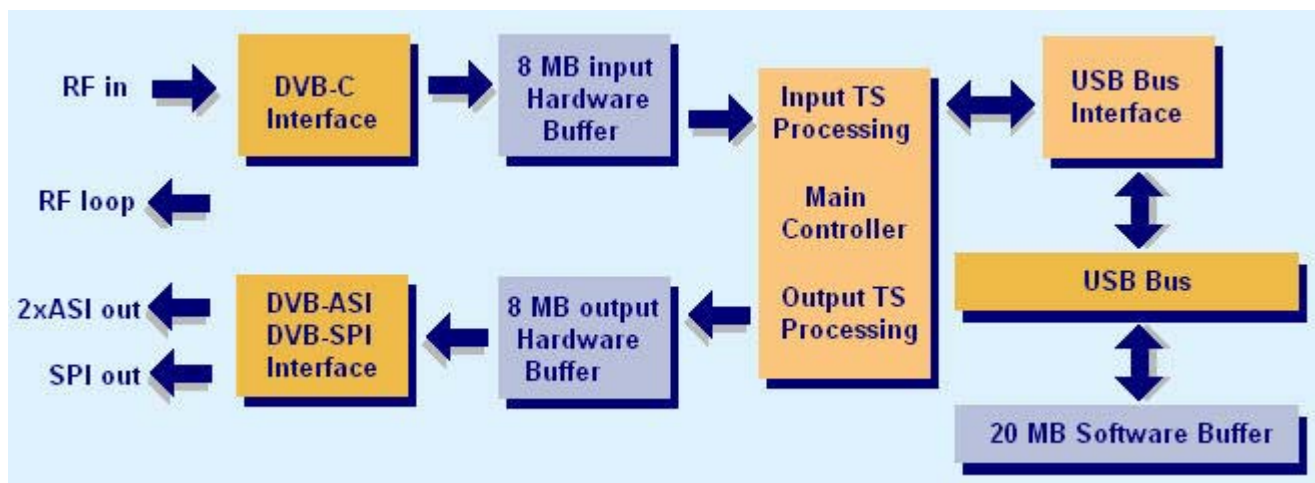 RF in
DVB-C
Interface
8 MB input
Hardware
Buffer
Input TS
Processing
Main
Controller
Output TS
Processing
USB Bus
Interface
RF loop
2xASI out
SPI out
DVB-ASI
DVB-SPI
Interface
8 MB output
Hardware
Buffer
USB Bus
20 MB Software Buffer